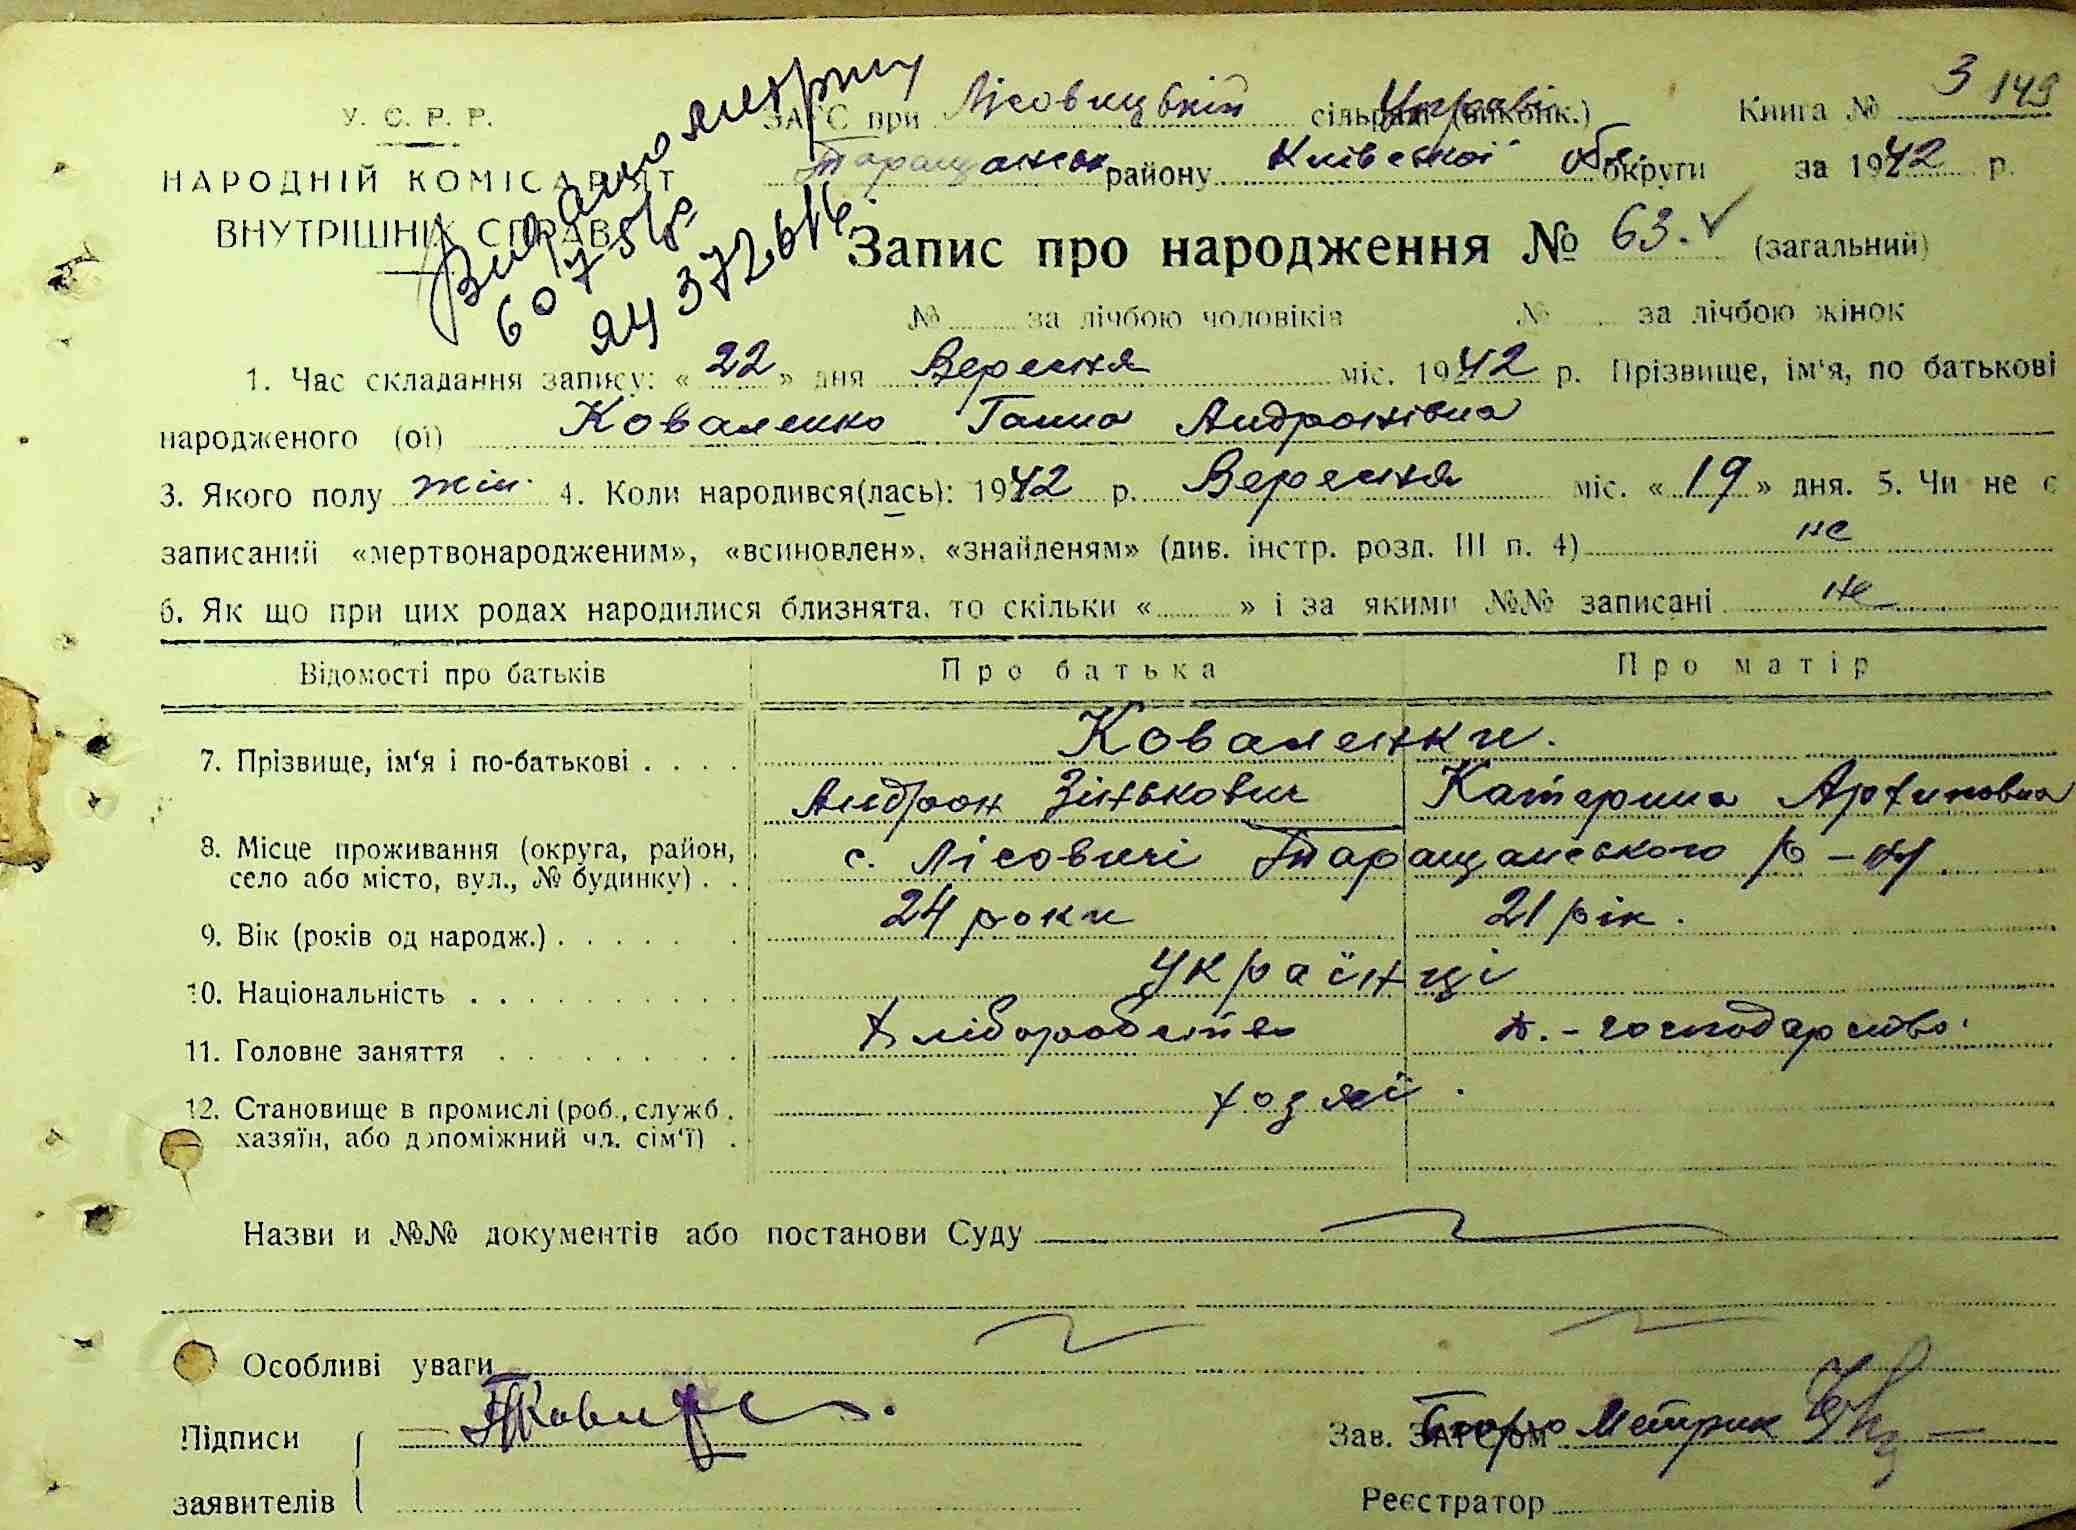 У. С. Р. Р.
НАРОДНІЙ КОМІСАРІЯТ
ВНУТРІШНІХ СПРАВ
Видано метрику
ЗАГС при Лісовицькій сільраді (виконк.) Управі Книга № 3 149
Таращанськ району Київської обл. округи за 1942 р.
Запис про народження № 63. (загальний)
№ за лічбою чоловіків № за лічбою жінок
1. Час складання запису: « 22 » дня Вересня міс. 1942 р. Прізвище, ім'я, по батькові
народженого (ої) Коваленко Ганна Андронівна
3. Якого полу жін. 4. Коли народився(лась): 1942 р. Вересня міс. « 19 » дня. 5. Чи не є
записаний «мертвонародженим», «всиновлен», «знайденям» (див. інстр. розд. III п. 4) не
6. Як що при цих родах народилися близнята, то скільки « » і за якими №№ записані не
Відомості про батьків Про батька Про матір
7. Прізвище, ім'я і по-батькові Коваленки.
Андрон Зінькович Катерина
8. Місце проживання (округа, район, село або місто, вул., № будинку) с. Лісовичі Таращанського р-ну
9. Вік (років од народж.) 24 роки 21 рік.
10. Національність Українці
11. Головне заняття Хліборобство х.-господарство.
12. Становище в промислі (роб., служб. хазяїн, або допоміжний чл. сім'ї)
Назви и №№ документів або постанови Суду
Особливі уваги
Підписи
заявителів
Зав. ЗАГС'ом Бюро Метрик
Реєстратор